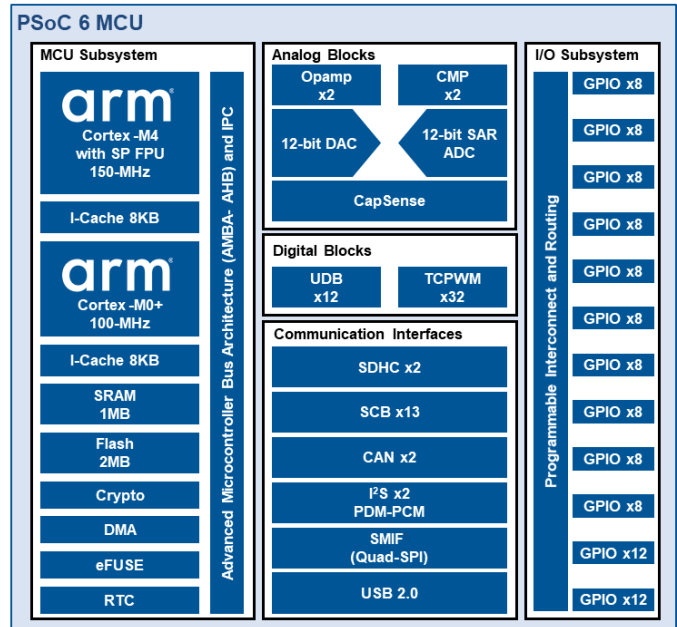 PSoC 6 MCU
MCU Subsystem
arm®
Cortex -M4
with SP FPU
150-MHz
I-Cache 8KB
arm®
Cortex -M0+
100-MHz
I-Cache 8KB
SRAM
1MB
Flash
2MB
Crypto
DMA
eFUSE
RTC
Advanced Microcontroller Bus Architecture (AMBA- AHB) and IPC
Analog Blocks
Opamp
x2
CMP
x2
12-bit DAC
12-bit SAR
ADC
CapSense
Digital Blocks
UDB
x12
TCPWM
x32
Communication Interfaces
SDHC x2
SCB x13
CAN x2
I²S x2
PDM-PCM
SMIF
(Quad-SPI)
USB 2.0
I/O Subsystem
Programmable Interconnect and Routing
GPIO x8
GPIO x8
GPIO x8
GPIO x8
GPIO x8
GPIO x8
GPIO x8
GPIO x8
GPIO x8
GPIO x8
GPIO x12
GPIO x12